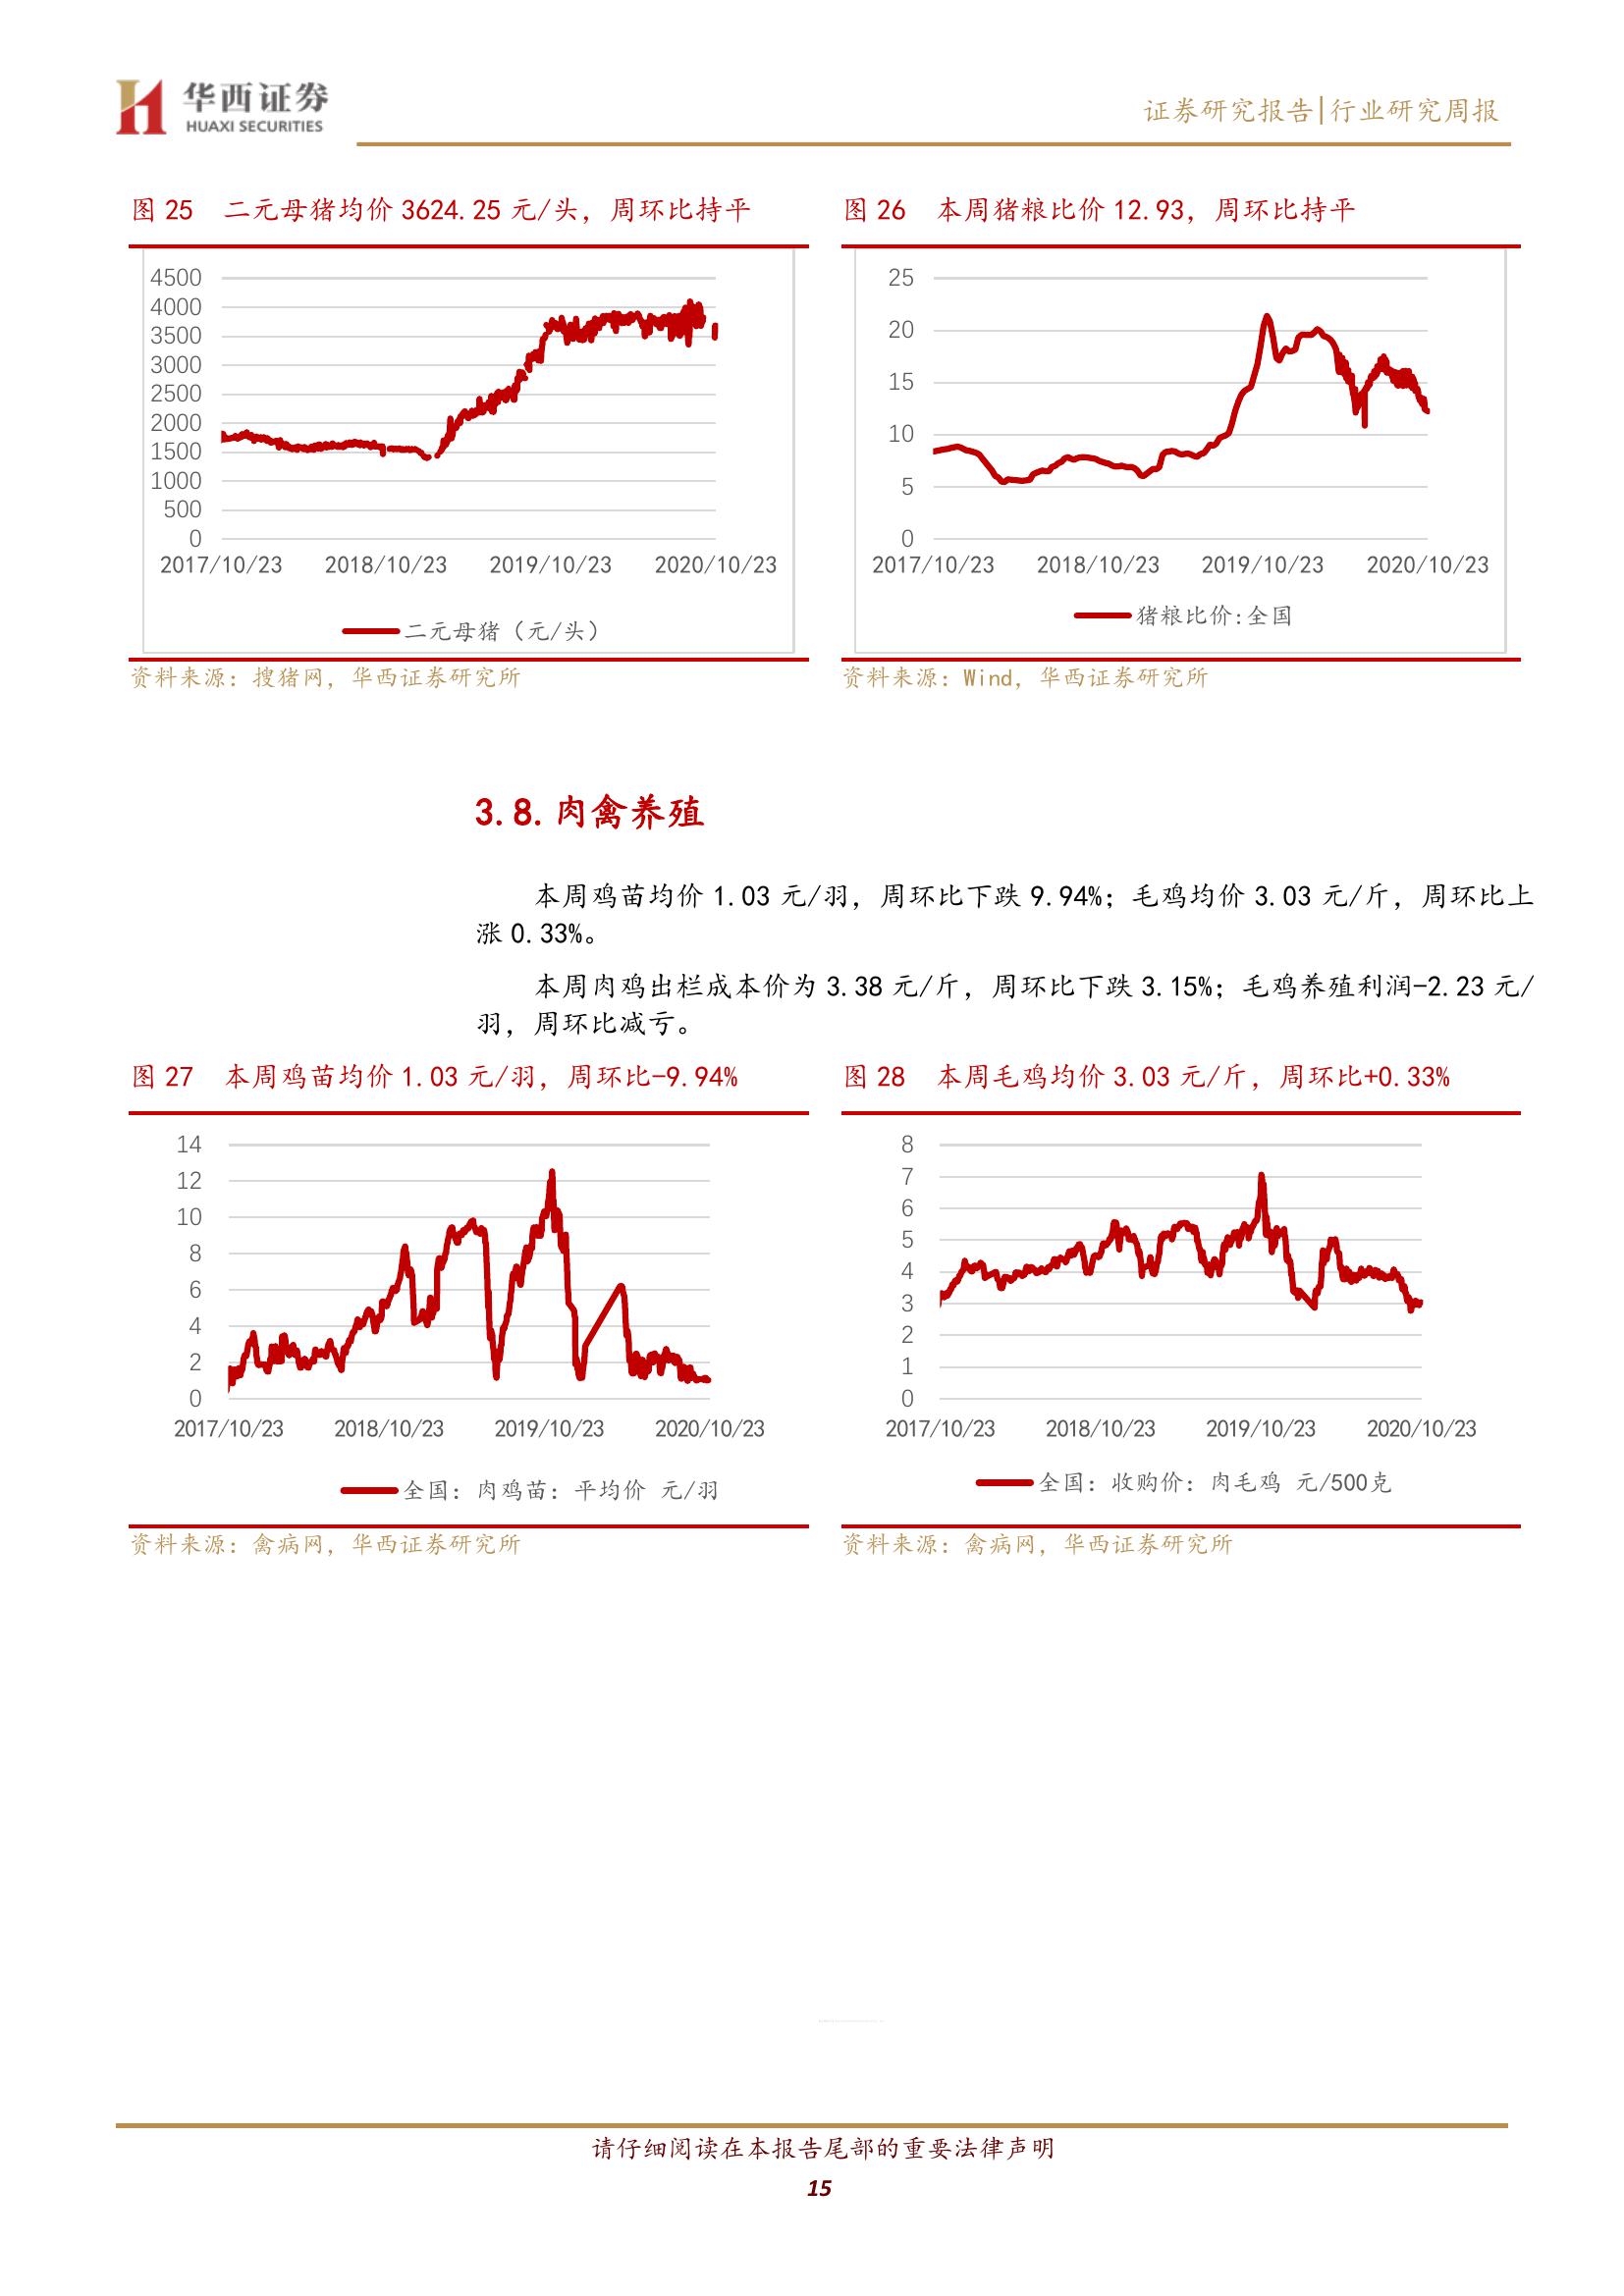 华西证券
HUAXI SECURITIES
证券研究报告|行业研究周报
图 25 二元母猪均价 3624.25 元/头，周环比持平
4500
4000
3500
3000
2500
2000
1500
1000
500
0
2017/10/23 2018/10/23 2019/10/23 2020/10/23
二元母猪（元/头）
资料来源：搜猪网，华西证券研究所
图 26 本周猪粮比价 12.93，周环比持平
25
20
15
10
5
0
2017/10/23 2018/10/23 2019/10/23 2020/10/23
猪粮比价:全国
资料来源：Wind，华西证券研究所
3.8. 肉禽养殖
本周鸡苗均价 1.03 元/羽，周环比下跌 9.94%；毛鸡均价 3.03 元/斤，周环比上
涨 0.33%。
本周肉鸡出栏成本价为 3.38 元/斤，周环比下跌 3.15%；毛鸡养殖利润-2.23 元/
羽，周环比减亏。
图 27 本周鸡苗均价 1.03 元/羽，周环比-9.94%
14
12
10
8
6
4
2
0
2017/10/23 2018/10/23 2019/10/23 2020/10/23
全国：肉鸡苗：平均价 元/羽
资料来源：禽病网，华西证券研究所
图 28 本周毛鸡均价 3.03 元/斤，周环比+0.33%
8
7
6
5
4
3
2
1
0
2017/10/23 2018/10/23 2019/10/23 2020/10/23
全国：收购价：肉毛鸡 元/500克
资料来源：禽病网，华西证券研究所
请仔细阅读在本报告尾部的重要法律声明
15